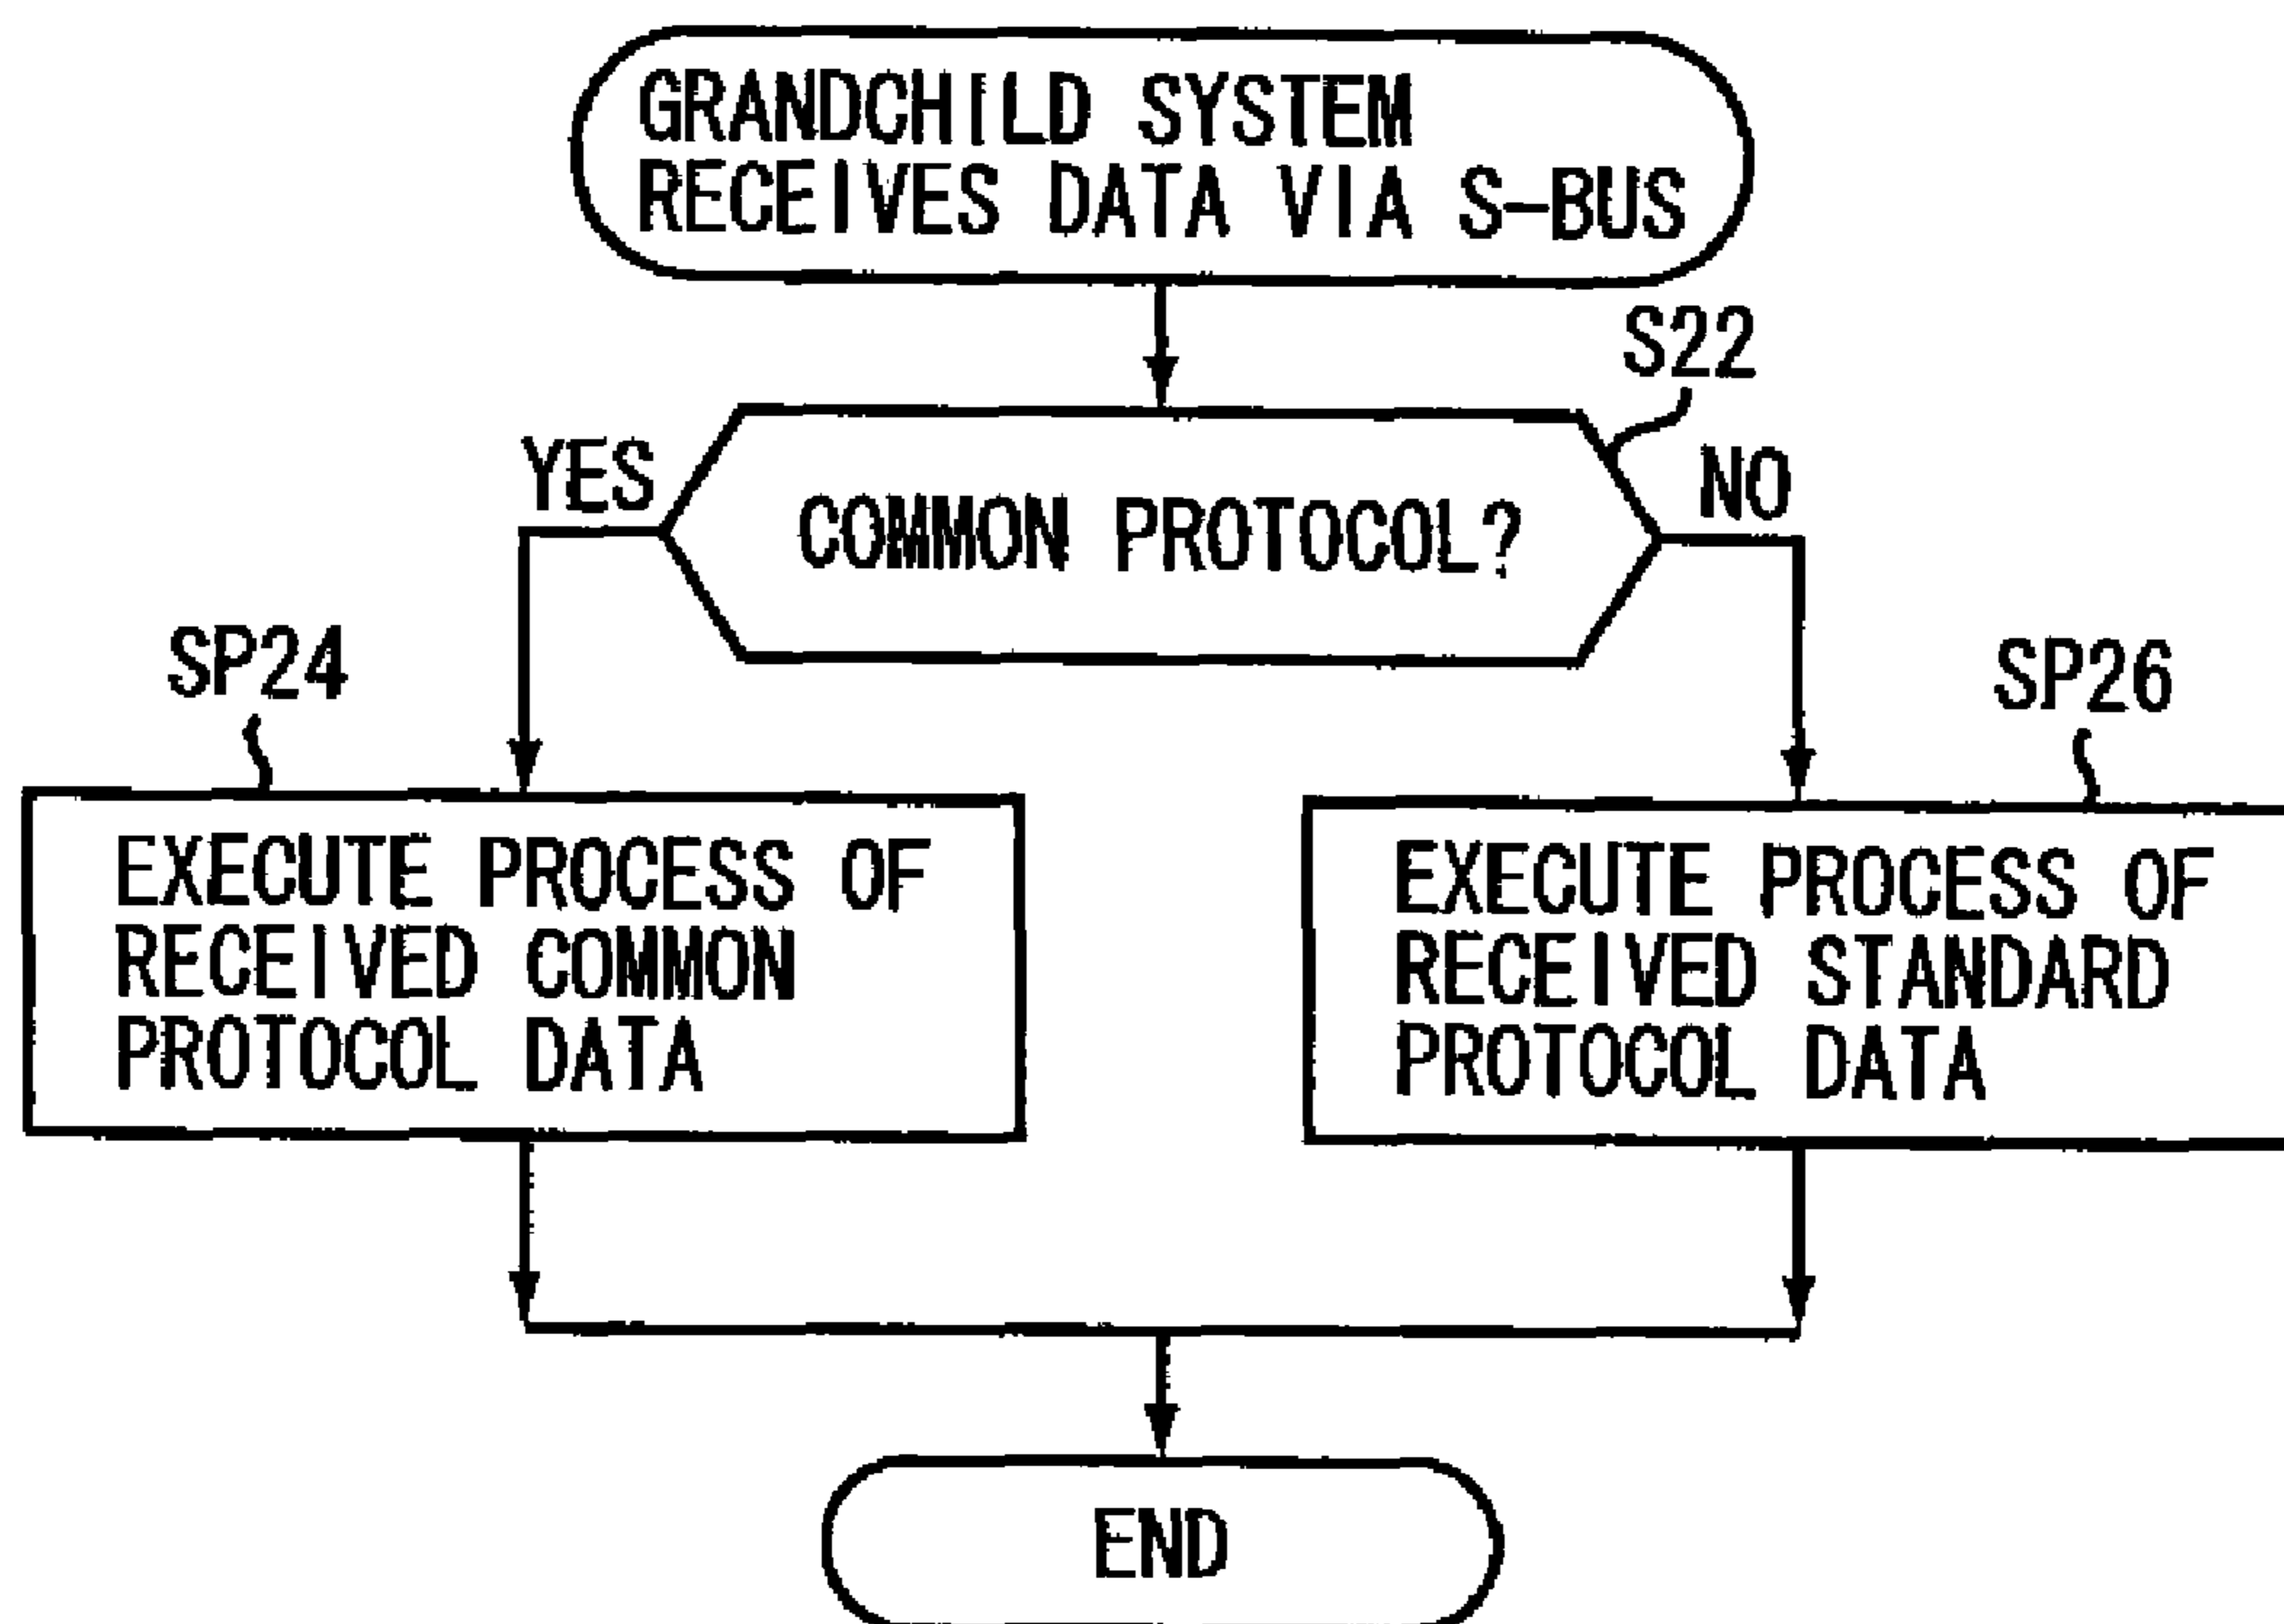 GRANDCHILD SYSTEM
RECEIVES DATA VIA S-BUS
S22
YES
NO
COMMON PROTOCOL?
SP24
SP26
EXECUTE PROCESS OF
RECEIVED COMMON
PROTOCOL DATA
EXECUTE PROCESS OF
RECEIVED STANDARD
PROTOCOL DATA
END